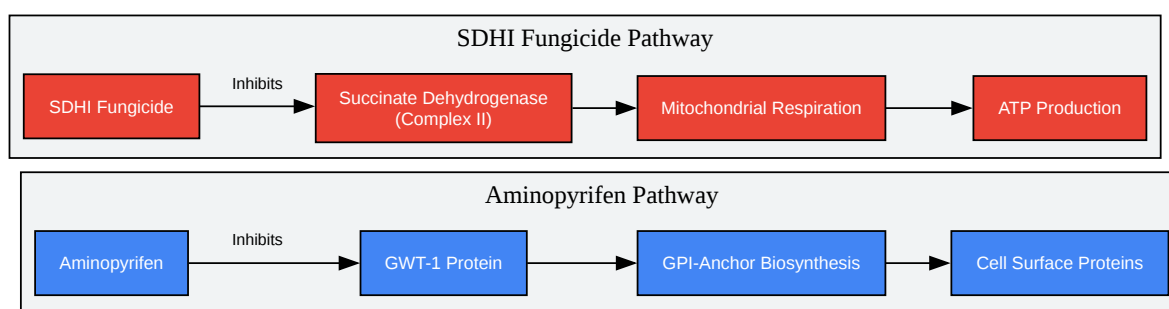 SDHI Fungicide Pathway
SDHI Fungicide
Inhibits
Succinate Dehydrogenase
(Complex II)
Mitochondrial Respiration
ATP Production
Aminopyrifen Pathway
Aminopyrifen
Inhibits
GWT-1 Protein
GPI-Anchor Biosynthesis
Cell Surface Proteins